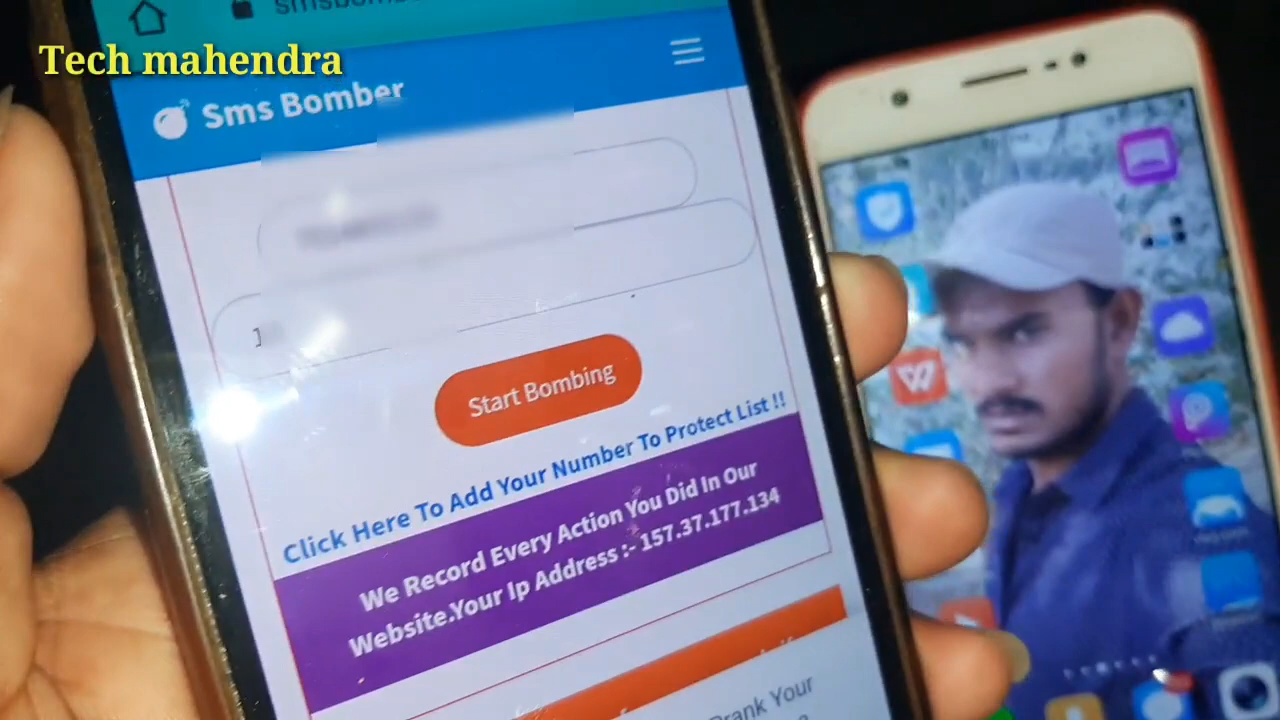 Tech mahendra
Sms Bomber
Start Bombing
Click Here To Add Your Number To Protect List !!
We Record Every Action You Did In Our
Website.Your Ip Address :- 157.37.177.134
Prank Your